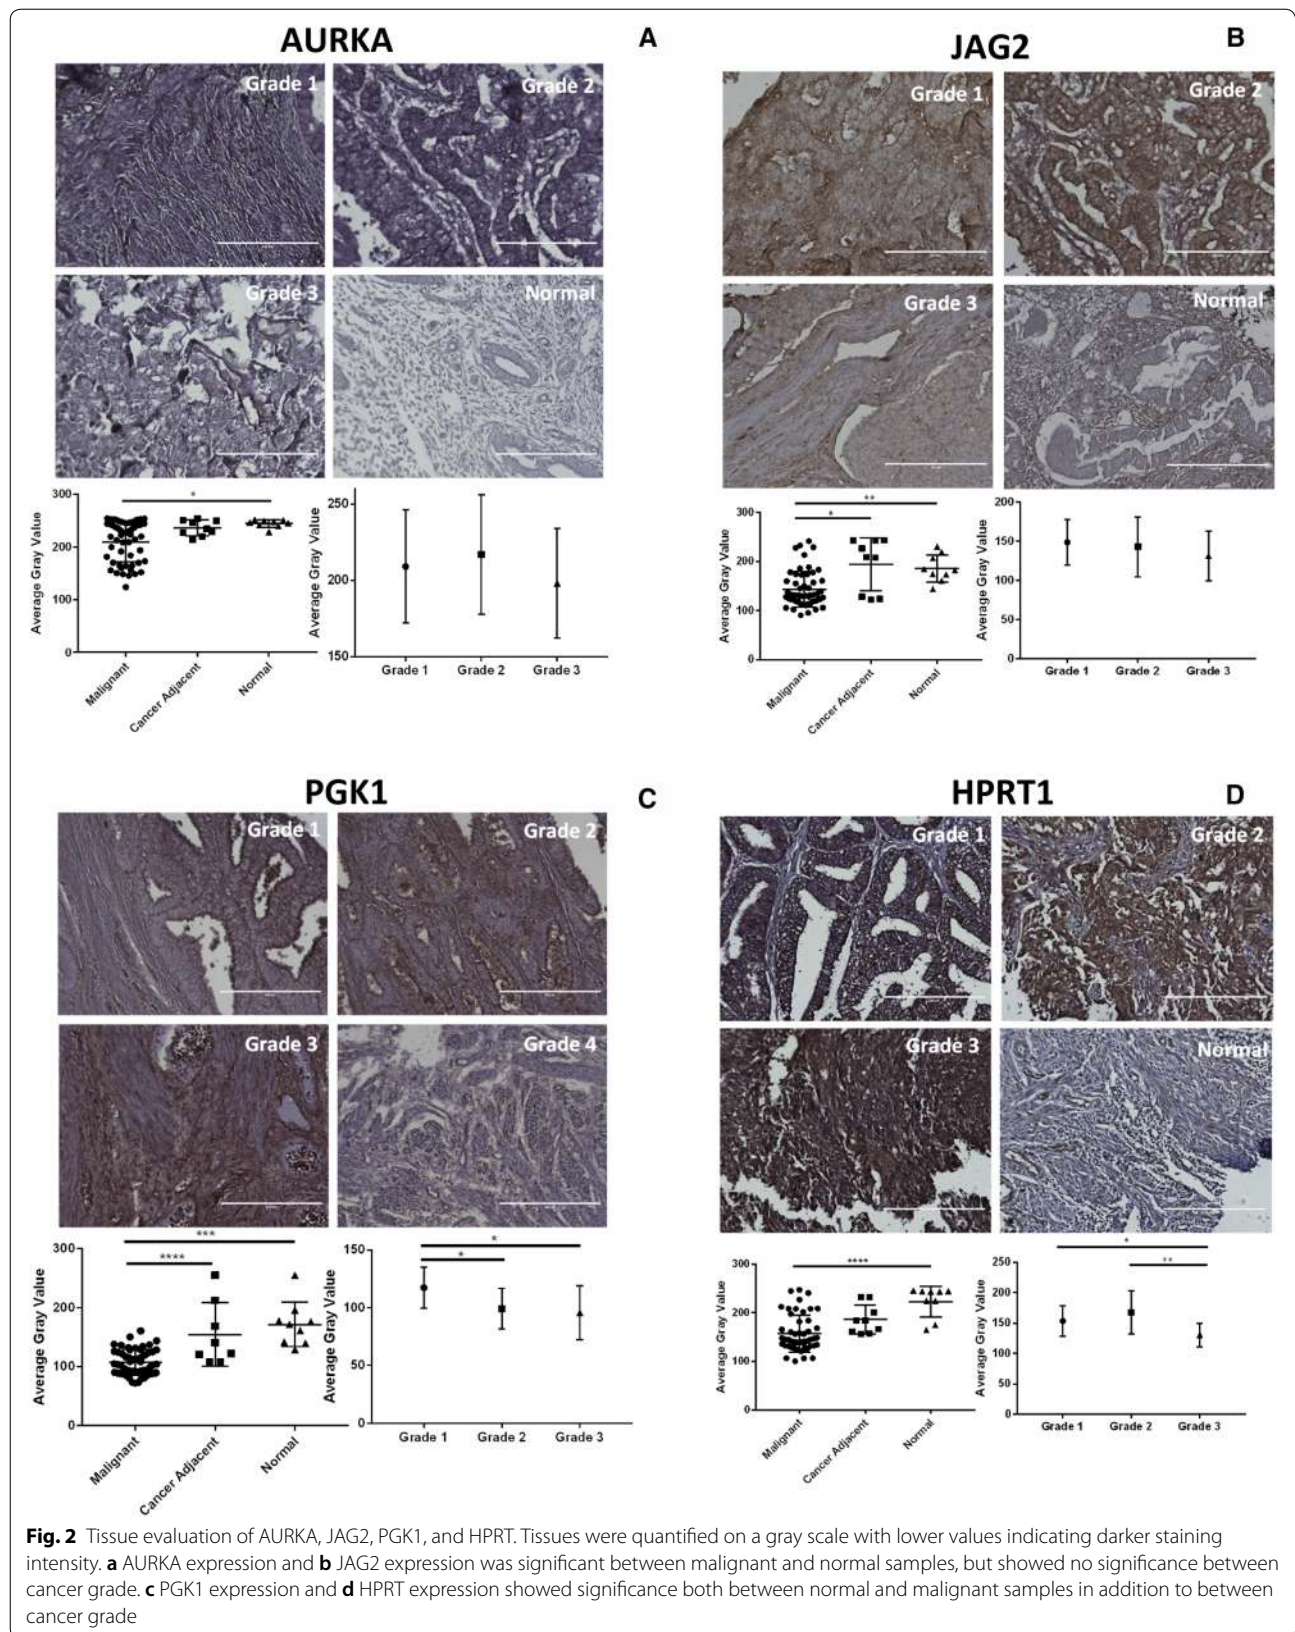 AURKA
A
Grade 1
Grade 2
Grade 3
Normal
*
Average Gray Value
300
200
100
0
Malignant
Cancer Adjacent
Normal
Average Gray Value
250
200
150
Grade 1
Grade 2
Grade 3
JAG2
B
Grade 1
Grade 2
Grade 3
Normal
**
*
Average Gray Value
300
200
100
0
Malignant
Cancer Adjacent
Normal
Average Gray Value
200
150
100
50
0
Grade 1
Grade 2
Grade 3
PGK1
C
Grade 1
Grade 2
Grade 3
Grade 4
***
****
Average Gray Value
300
200
100
0
Malignant
Cancer Adjacent
Normal
*
*
Average Gray Value
150
100
50
0
Grade 1
Grade 2
Grade 3
HPRT1
D
Grade 1
Grade 2
Grade 3
Normal
****
Average Gray Value
300
200
100
0
Malignant
Cancer Adjacent
Normal
*
**
Average Gray Value
250
200
150
100
50
0
Grade 1
Grade 2
Grade 3
Fig. 2 Tissue evaluation of AURKA, JAG2, PGK1, and HPRT. Tissues were quantified on a gray scale with lower values indicating darker staining
intensity. a AURKA expression and b JAG2 expression was significant between malignant and normal samples, but showed no significance between
cancer grade. c PGK1 expression and d HPRT expression showed significance both between normal and malignant samples in addition to between
cancer grade